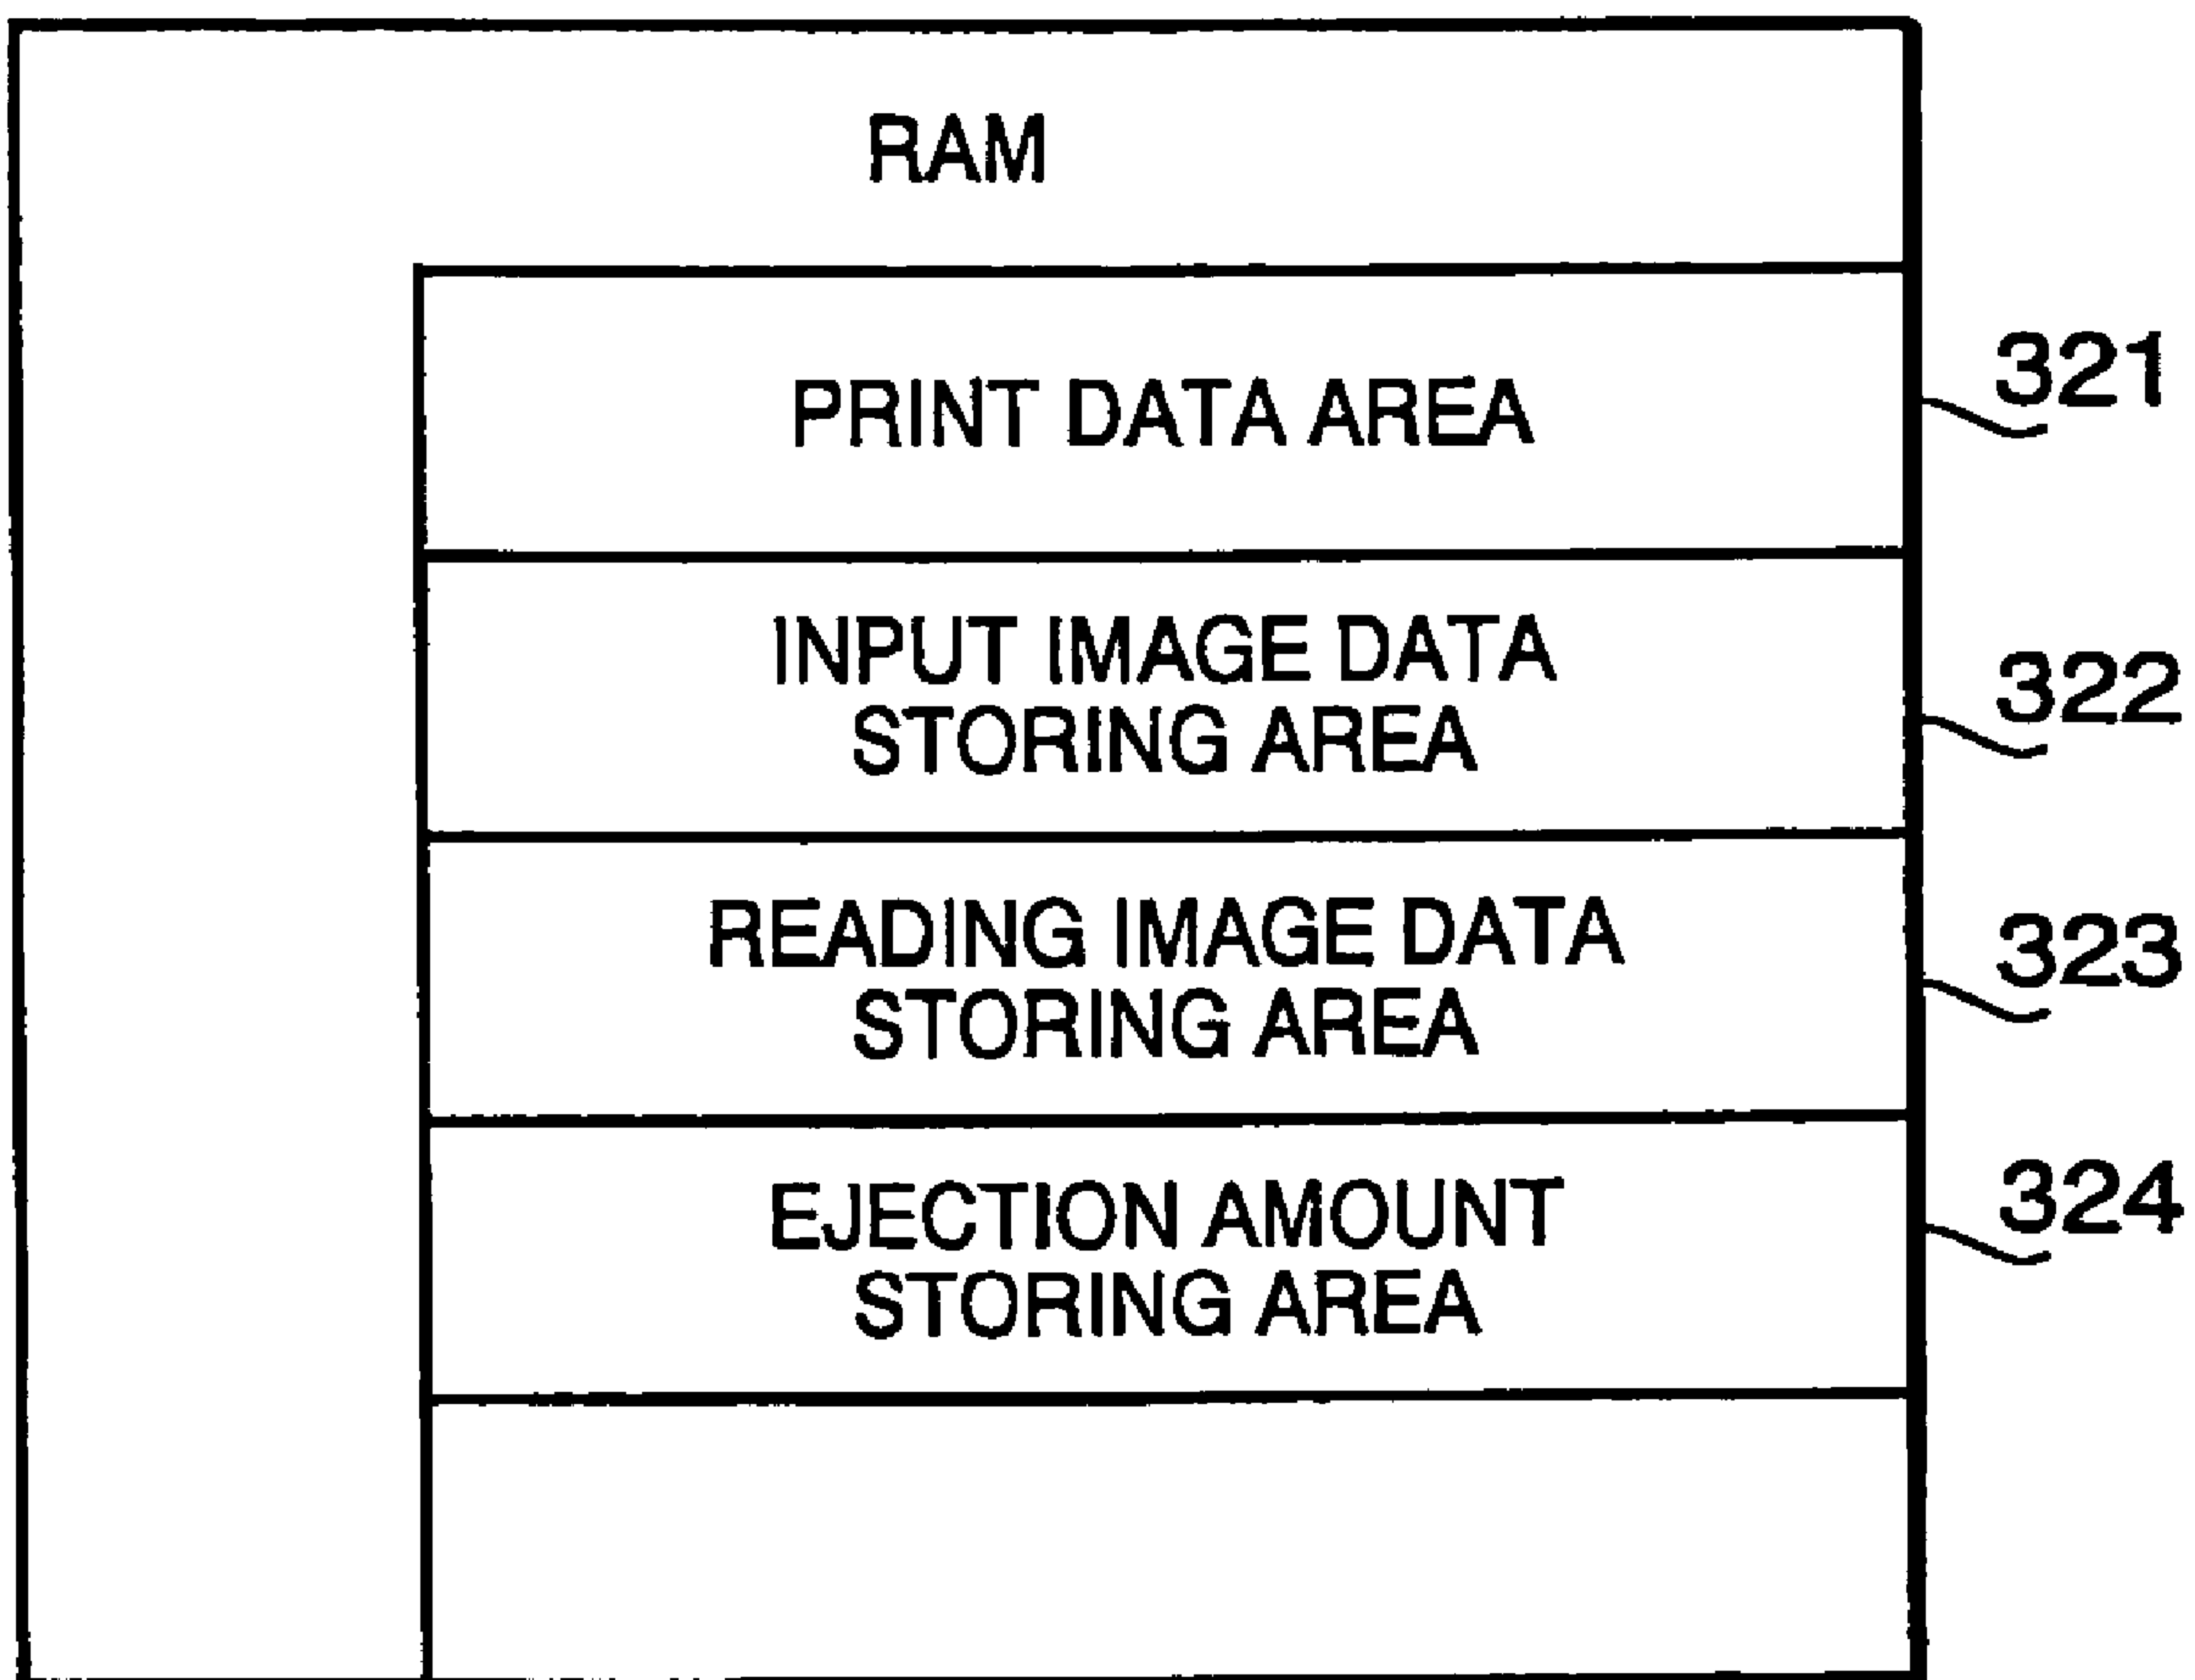 RAM
PRINT DATA AREA
321
INPUT IMAGE DATA
STORING AREA
322
READING IMAGE DATA
STORING AREA
323
EJECTION AMOUNT
STORING AREA
324